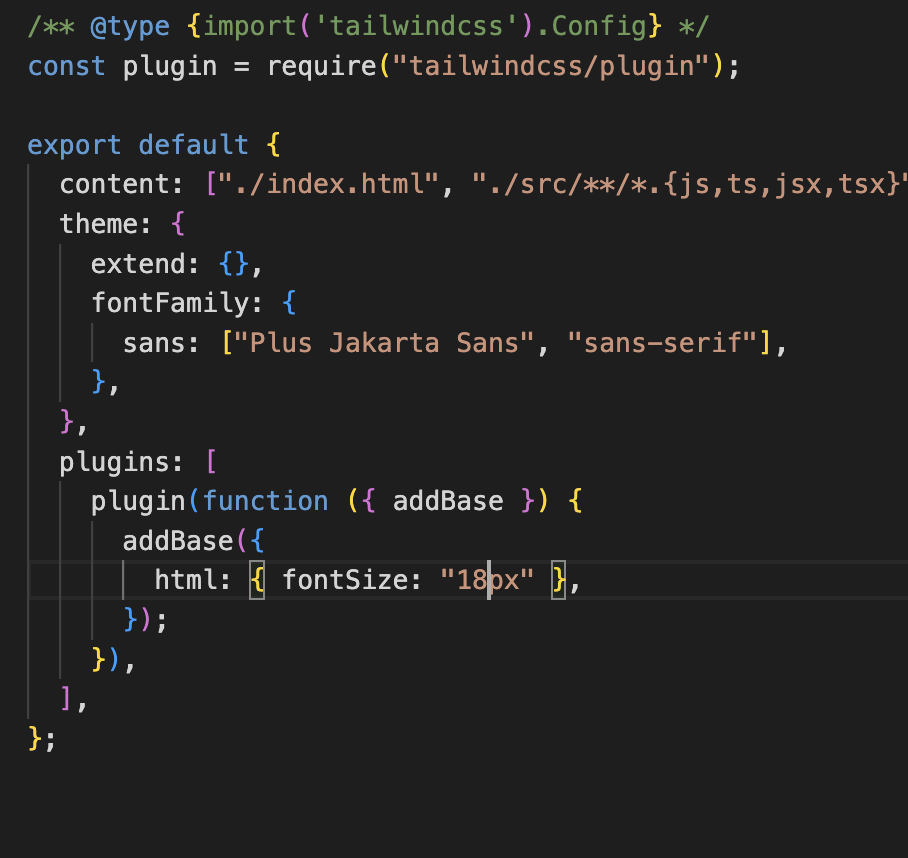 /** @type {import('tailwindcss').Config} */
const plugin = require("tailwindcss/plugin");
export default {
content: ["./index.html", "./src/**/*.{js,ts,jsx,tsx}"
theme: {
extend: {},
fontFamily: {
sans: ["Plus Jakarta Sans", "sans-serif"],
},
},
plugins: [
plugin(function ({ addBase }) {
addBase({
html: { fontSize: "18px" },
});
}),
],
};